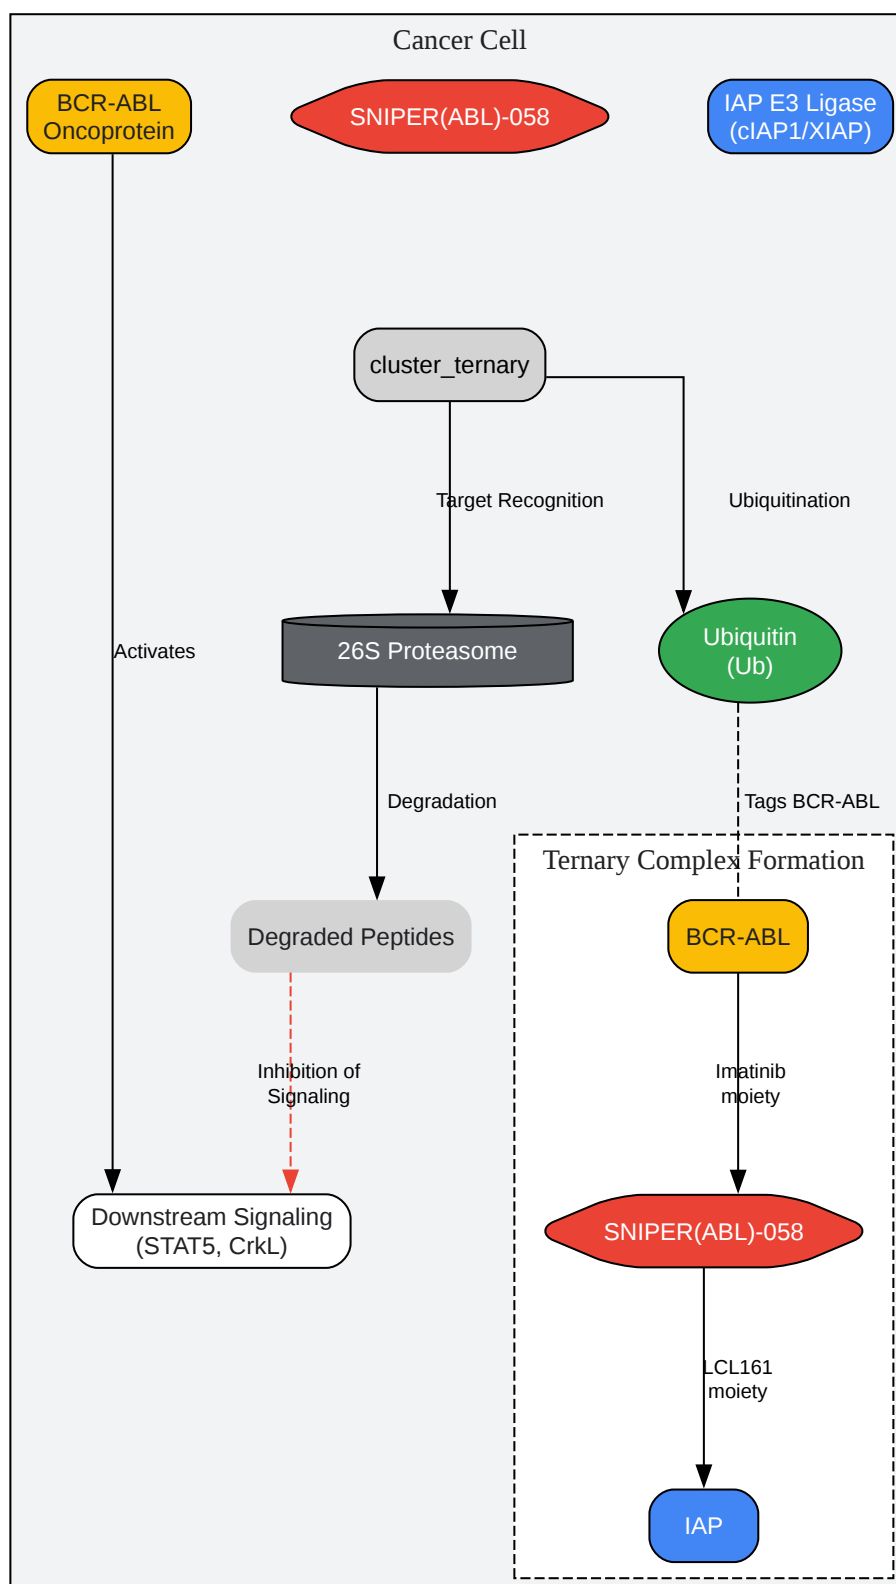 Cancer Cell
BCR-ABL
Oncoprotein
SNIPER(ABL)-058
IAP E3 Ligase
(cIAP1/XIAP)
cluster_ternary
Target Recognition
Ubiquitination
Activates
26S Proteasome
Ubiquitin
(Ub)
Degradation
Tags BCR-ABL
Ternary Complex Formation
Degraded Peptides
BCR-ABL
Inhibition of
Signaling
Imatinib
moiety
Downstream Signaling
(STAT5, CrkL)
SNIPER(ABL)-058
LCL161
moiety
IAP